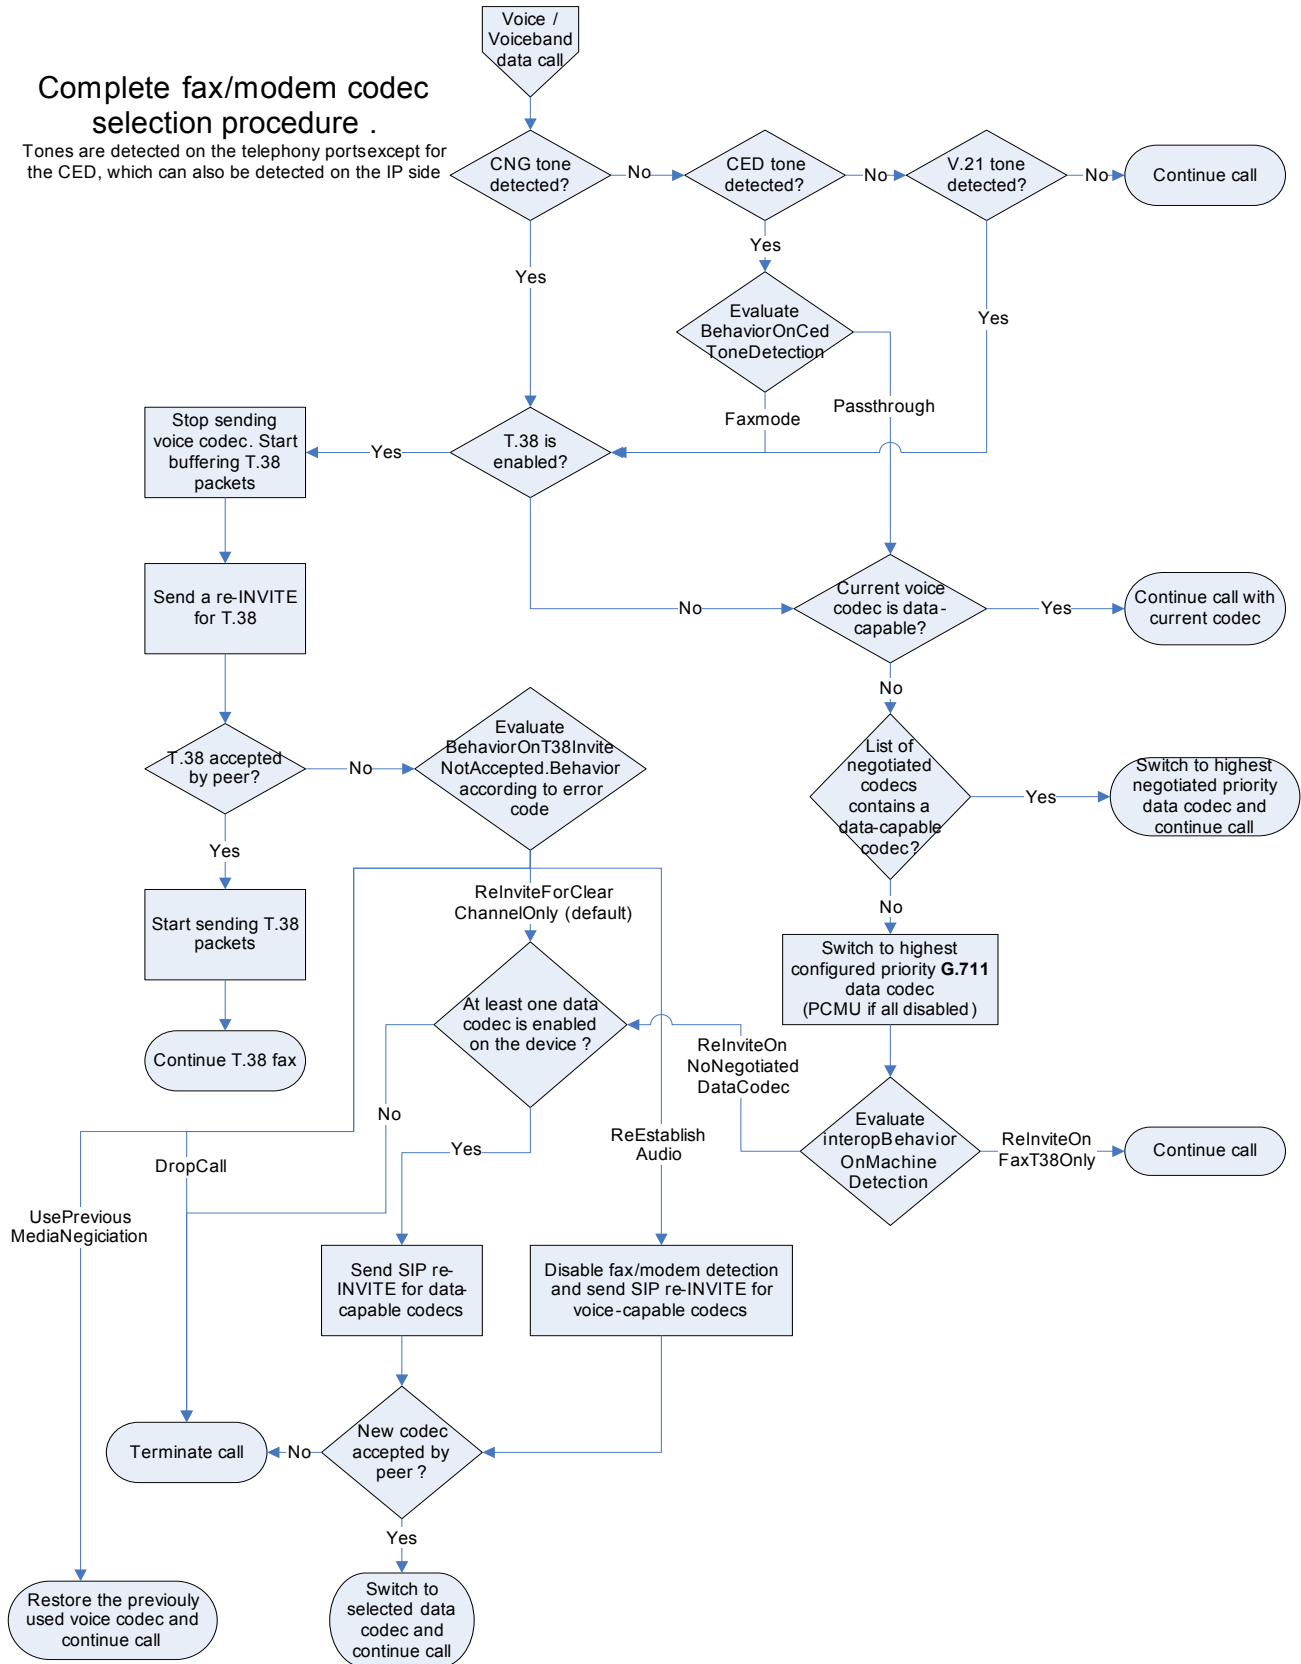 Voice /
Voiceband
data call
Complete fax/modem codec
selection procedure .
Tones are detected on the telephony portsexcept for
the CED, which can also be detected on the IP side
CNG tone
detected?
No
CED tone
detected?
No
V.21 tone
detected?
No
Continue call
Yes
Yes
Yes
Evaluate
BehaviorOnCed
ToneDetection
Faxmode
Passthrough
Stop sending
voice codec. Start
buffering T.38
packets
Yes
T.38 is
enabled?
Send a re-INVITE
for T.38
No
Current voice
codec is data-
capable?
Yes
Continue call with
current codec
No
T.38 accepted
by peer?
No
Evaluate
BehaviorOnT38Invite
NotAccepted.Behavior
according to error
code
List of
negotiated
codecs
contains a
data-capable
codec?
Yes
Switch to highest
negotiated priority
data codec and
continue call
Yes
ReInviteForClear
ChannelOnly (default)
No
Start sending T.38
packets
Switch to highest
configured priority G.711
data codec
(PCMU if all disabled)
At least one data
codec is enabled
on the device ?
Continue T.38 fax
ReInviteOn
NoNegotiated
DataCodec
No
Yes
ReEstablish
Audio
Evaluate
interopBehavior
OnMachine
Detection
ReInviteOn
FaxT38Only
Continue call
DropCall
UsePrevious
MediaNegiciation
Send SIP re-
INVITE for data-
capable codecs
Disable fax/modem detection
and send SIP re-INVITE for
voice-capable codecs
Terminate call
No
New codec
accepted by
peer ?
Yes
Restore the previouly
used voice codec and
continue call
Switch to
selected data
codec and
continue call